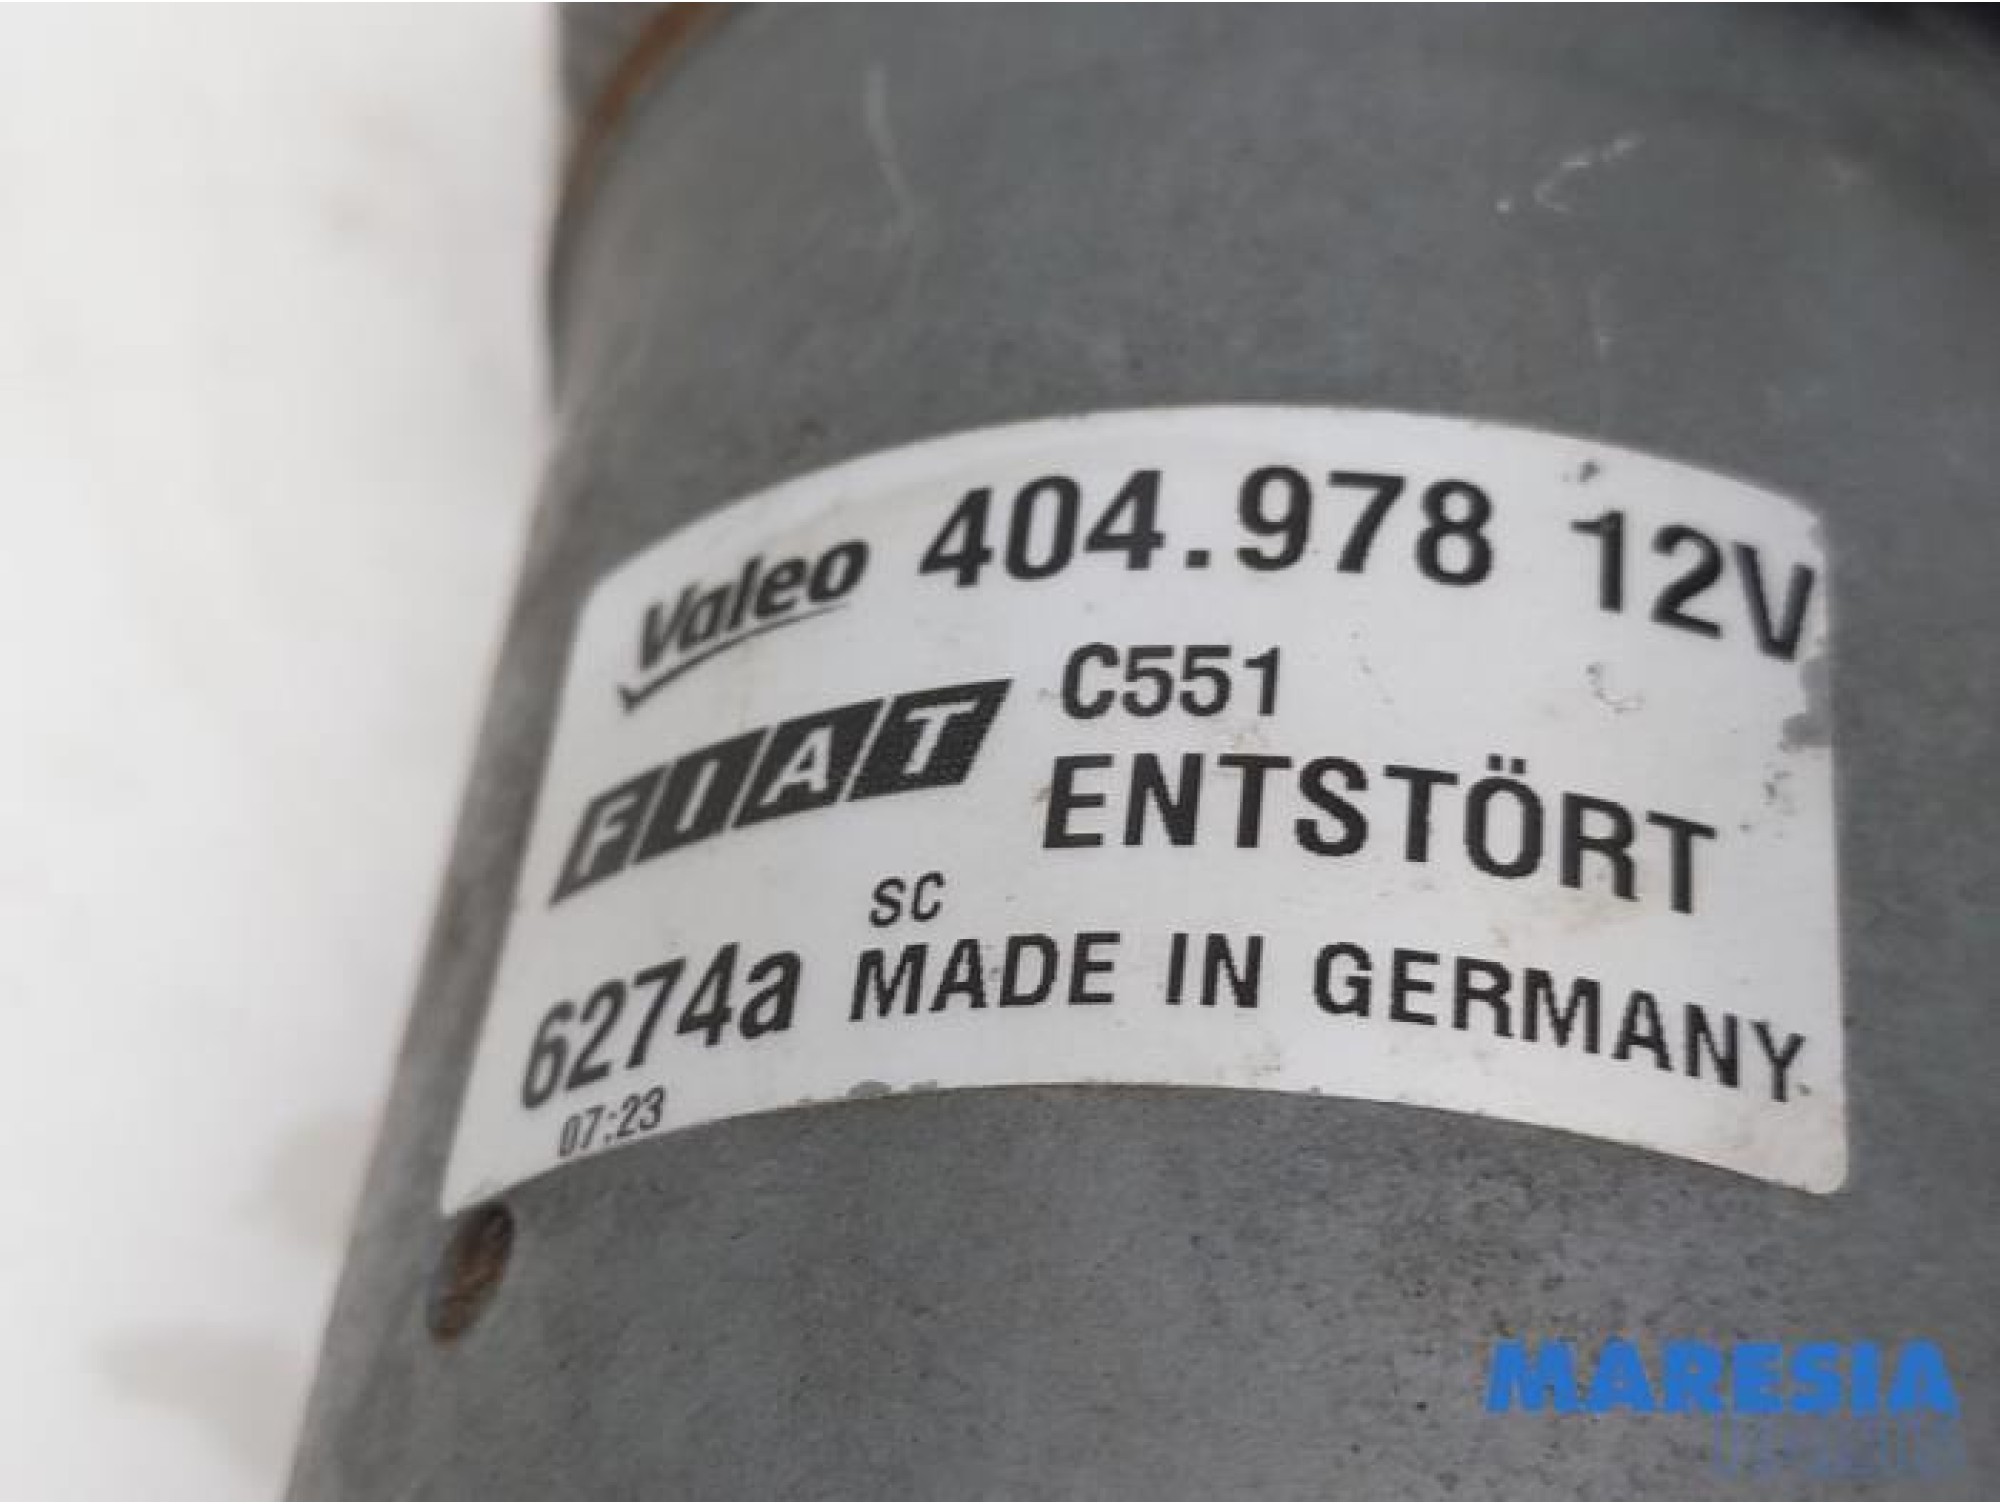 Valeo 404.978 12V
FIAT C551
ENTSTÖRT
SC
6274a MADE IN GERMANY
07:23
MARESIA